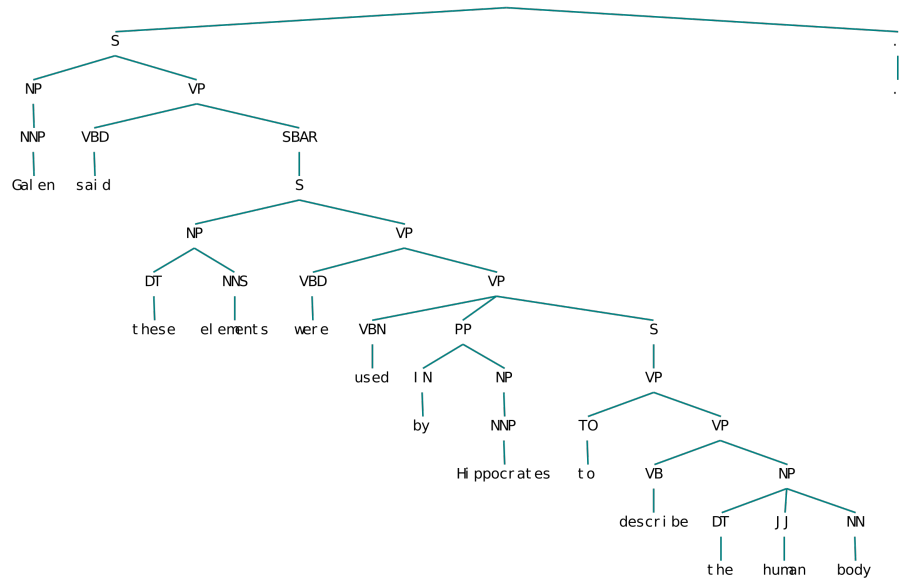 S .
NP VP .
NNP VBD SBAR
Galen said S
NP VP
DT NNS VBD VP
these elements were VBN PP S
used IN NP VP
by NNP TO VP
Hippocrates to VB NP
describe DT JJ NN
the human body